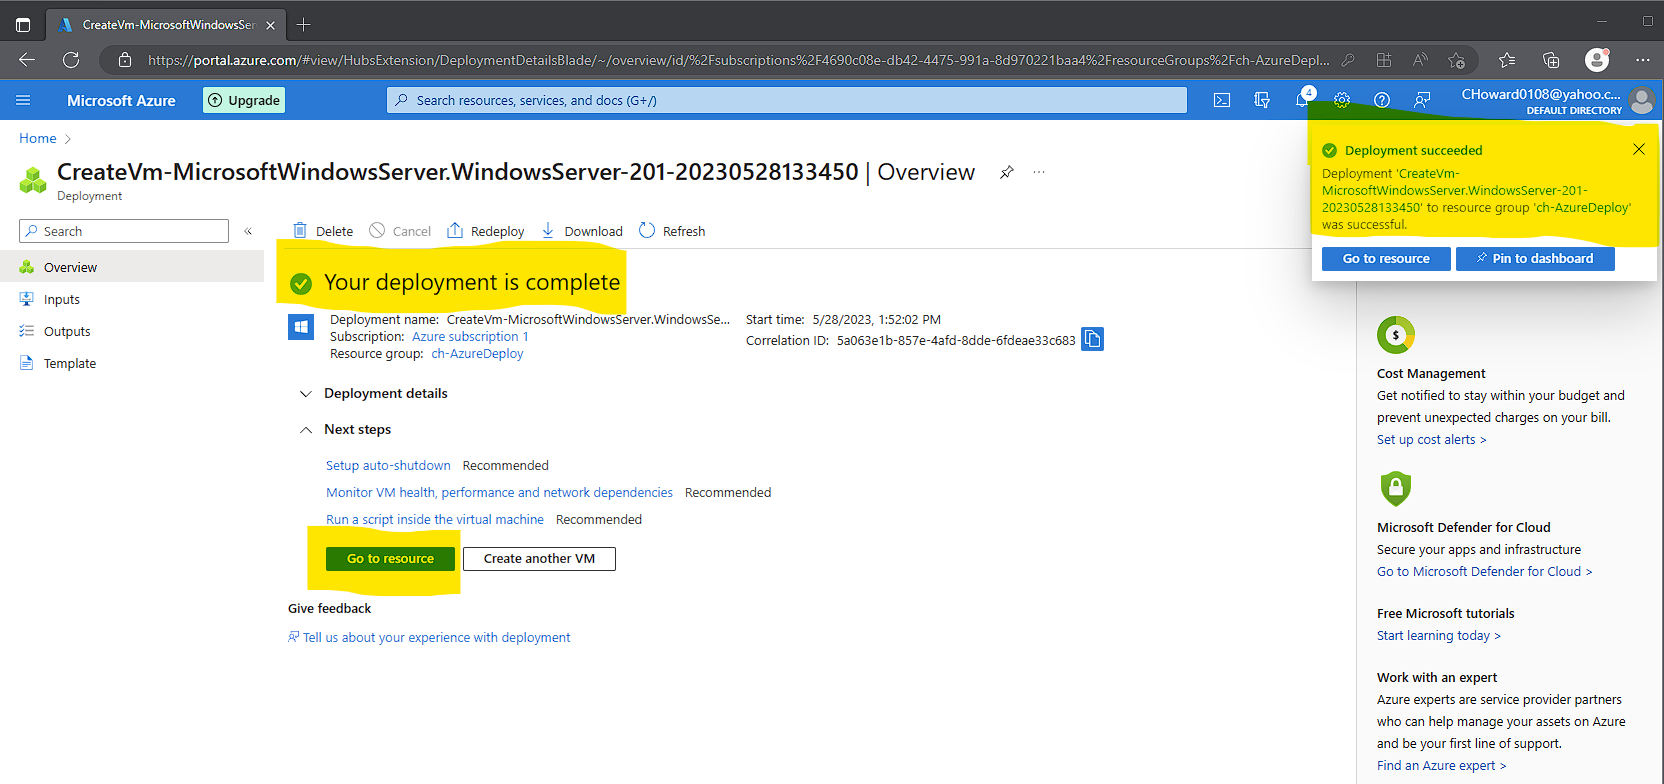 CreateVm-MicrosoftWindowsSer
https://portal.azure.com/#view/HubsExtension/DeploymentDetailsBlade/~/overview/id/%2Fsubscriptions%2F4690c08e-db42-4475-991a-8d970221baa4%2FresourceGroups%2Fch-AzureDepl...
Microsoft Azure
Upgrade
Search resources, services, and docs (G+/)
4
CHoward0108@yahoo.c...
DEFAULT DIRECTORY
Home >
CreateVm-MicrosoftWindowsServer.WindowsServer-201-20230528133450 | Overview
Deployment
Search
Overview
Inputs
Outputs
Template
Delete
Cancel
Redeploy
Download
Refresh
Your deployment is complete
Deployment name: CreateVm-MicrosoftWindowsServer.WindowsSe...
Subscription: Azure subscription 1
Resource group: ch-AzureDeploy
Start time: 5/28/2023, 1:52:02 PM
Correlation ID: 5a063e1b-857e-4afd-8dde-6fdeae33c683
Deployment details
Next steps
Setup auto-shutdown Recommended
Monitor VM health, performance and network dependencies Recommended
Run a script inside the virtual machine Recommended
Go to resource
Create another VM
Give feedback
Tell us about your experience with deployment
Deployment succeeded
Deployment 'CreateVm-
MicrosoftWindowsServer.WindowsServer-201-
20230528133450' to resource group 'ch-AzureDeploy'
was successful.
Go to resource
Pin to dashboard
Cost Management
Get notified to stay within your budget and
prevent unexpected charges on your bill.
Set up cost alerts >
Microsoft Defender for Cloud
Secure your apps and infrastructure
Go to Microsoft Defender for Cloud >
Free Microsoft tutorials
Start learning today >
Work with an expert
Azure experts are service provider partners
who can help manage your assets on Azure
and be your first line of support.
Find an Azure expert >